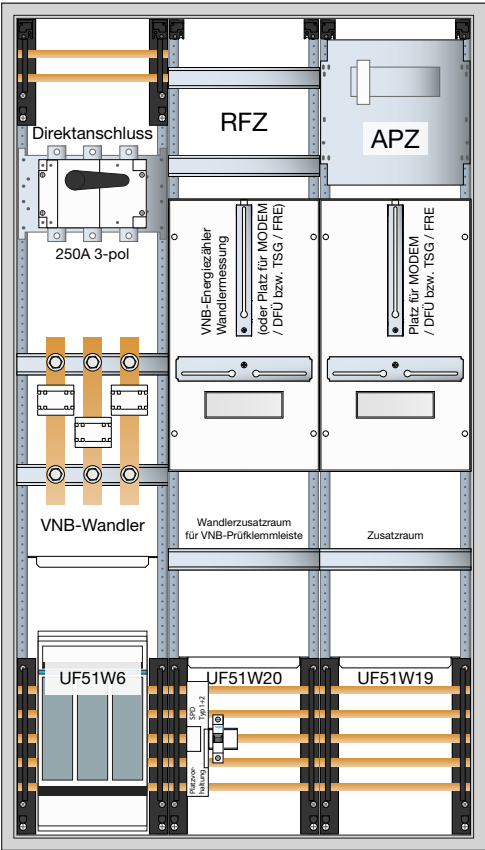 Direktanschluss
250A 3-pol
RFZ
APZ
VNB-Energiezähler
Wandlermessung
(oder Platz für MODEM
/ DFÜ bzw. TSG / FRE)
Platz für MODEM
/ DFÜ bzw. TSG / FRE
VNB-Wandler
Wandlerzusatzraum
für VNB-Prüfklemmleiste
Zusatzraum
UF51W6
UF51W20
UF51W19
SPD
Typ1+2
Platzvor-
haltung